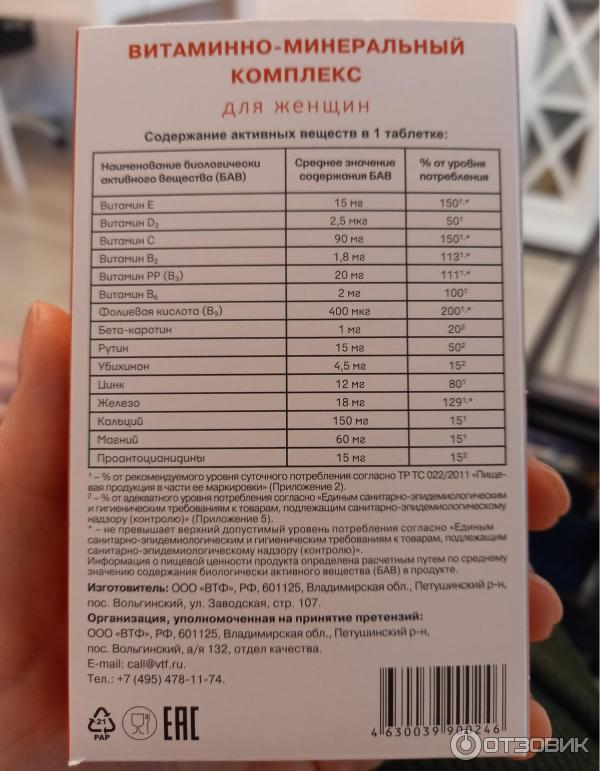 ВИТАМИННО-МИНЕРАЛЬНЫЙ
КОМПЛЕКС
для женщин
Содержание активных веществ в 1 таблетке:
Наименование биологически активного вещества (БАВ) Среднее значение содержания БАВ % от уровня потребления
Витамин Е 15 мг 150¹·*
Витамин D₃ 2,5 мкг 50¹
Витамин С 90 мг 150¹·*
Витамин В₂ 1,8 мг 113¹·*
Витамин РР (В₃) 20 мг 111¹·*
Витамин В₆ 2 мг 100¹
Фолиевая кислота (В₉) 400 мкг 200¹·*
Бета-каротин 1 мг 20²
Рутин 15 мг 50²
Убихинон 4,5 мг 15²
Цинк 12 мг 80¹
Железо 18 мг 129¹·*
Кальций 150 мг 15¹
Магний 60 мг 15¹
Проантоцианидины 15 мг 15²
¹ – % от рекомендуемого уровня суточного потребления согласно ТР ТС 022/2011 «Пище-
вая продукция в части ее маркировки» (Приложение 2).
² – % от адекватного уровня потребления согласно «Единым санитарно-эпидемиологическим
и гигиеническим требованиям к товарам, подлежащим санитарно-эпидемиологическому
надзору (контролю)» (Приложение 5).
* – не превышает верхний допустимый уровень потребления согласно «Единым
санитарно-эпидемиологическим и гигиеническим требованиям к товарам, подлежащим
санитарно-эпидемиологическому надзору (контролю)».
Информация о пищевой ценности продукта определена расчетным путем по среднему
значению содержания биологически активного вещества (БАВ) в продукте.
Изготовитель: ООО «ВТФ», РФ, 601125, Владимирская обл., Петушинский р-н,
пос. Вольгинский, ул. Заводская, стр. 107.
Организация, уполномоченная на принятие претензий:
ООО «ВТФ», РФ, 601125, Владимирская обл., Петушинский р-н,
пос. Вольгинский, а/я 132, отдел качества.
E-mail: call@vtf.ru.
Тел.: +7 (495) 478-11-74.
21
PAP
EAC
4 630039 900246
ОТЗОВИК